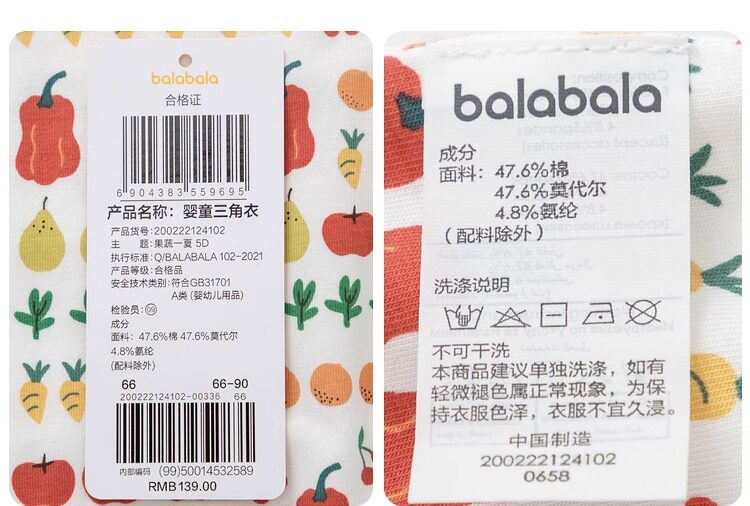 balabala
合格证
6 904383 559695
产品名称：婴童三角衣
产品货号：200222124102
主　题：果蔬一夏 5D
执行标准：Q/BALABALA 102-2021
产品等级：合格品
安全技术类别：符合GB31701
A类 (婴幼儿用品)
检验员：09
成分
面料：47.6%棉 47.6%莫代尔
4.8%氨纶
(配料除外)
66 66-90
200222124102-00336 66
内部编码 (99)50014532589
RMB139.00
balabala
成分
面料：47.6%棉
47.6%莫代尔
4.8%氨纶
（配料除外）
洗涤说明
不可干洗
本商品建议单独洗涤，如有
轻微褪色属正常现象，为保
持衣服色泽，衣服不宜久浸。
中国制造
200222124102
0658